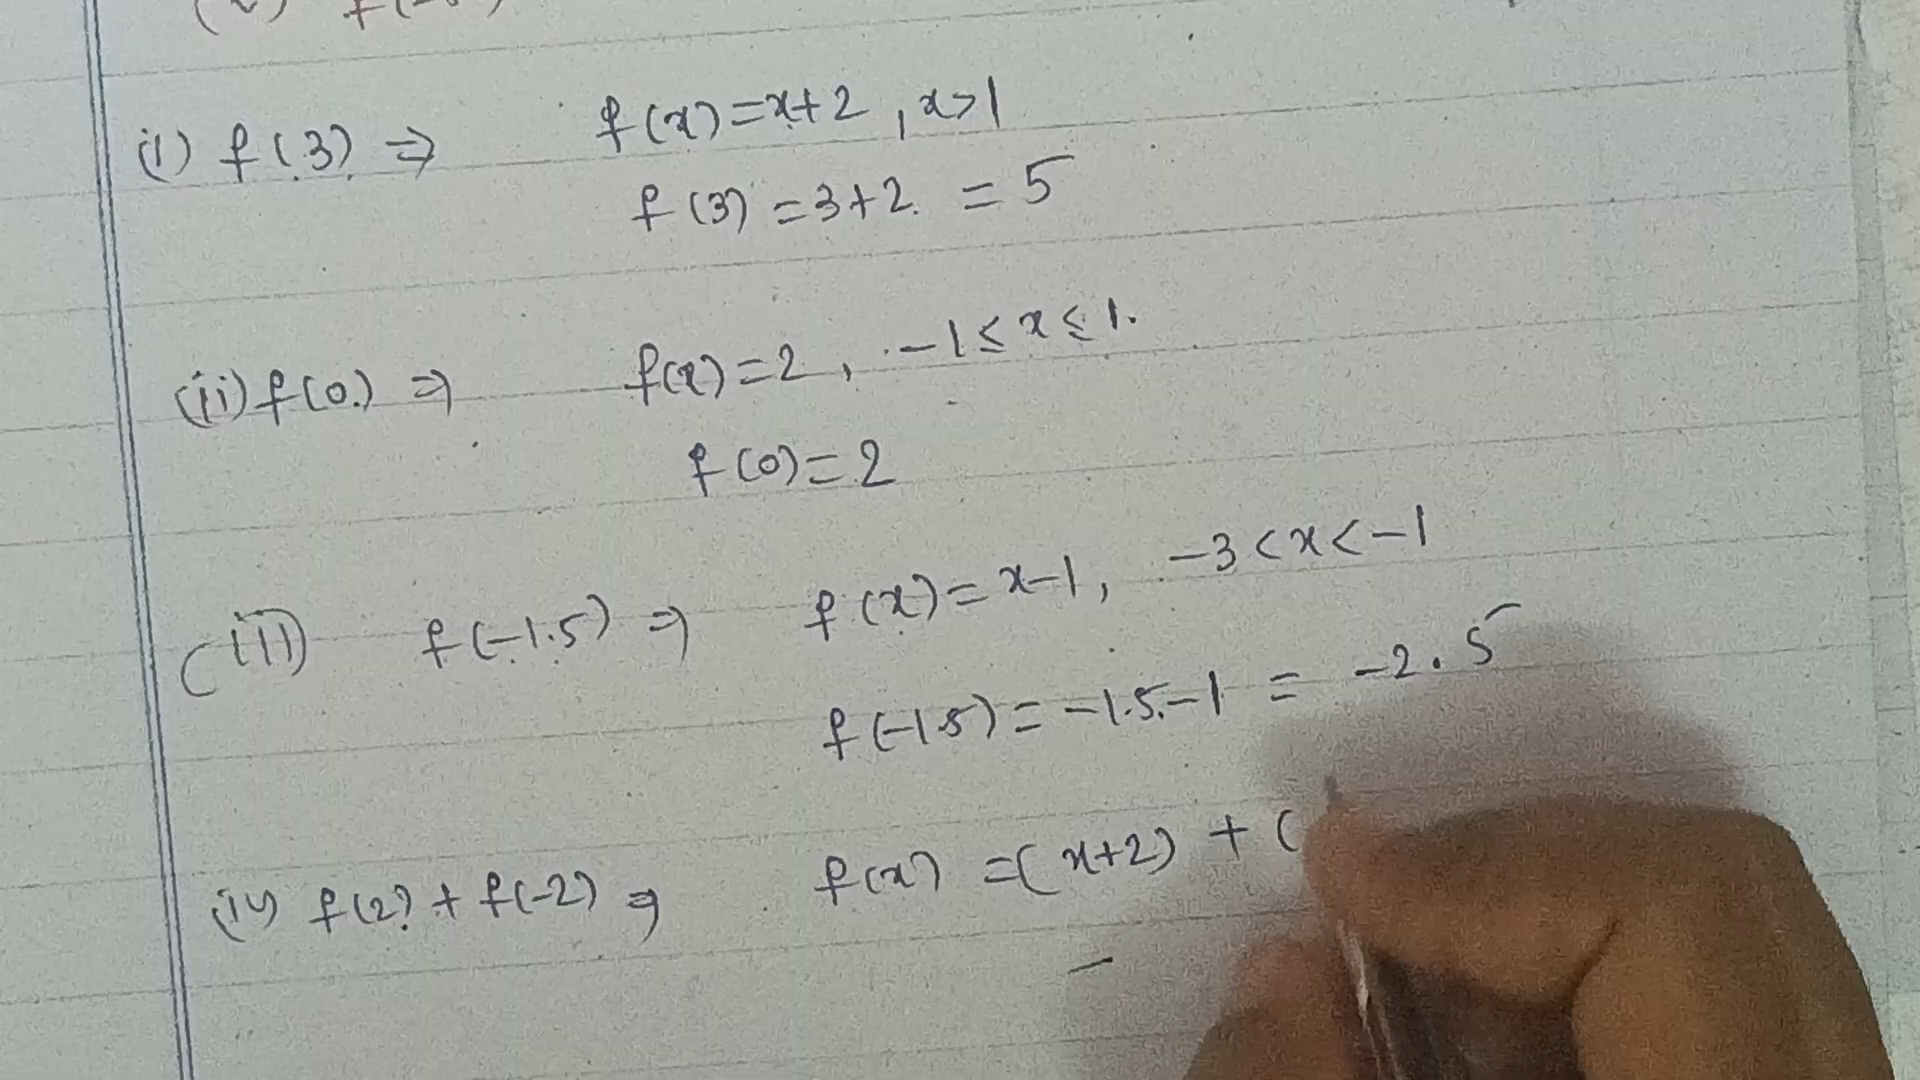 (i) f(3) ⇒ f(x)=x+2, x>1
f(3)=3+2 = 5
(ii) f(0) ⇒ f(x)=2, -1≤x≤1.
f(0)=2
(iii) f(-1.5) ⇒ f(x)=x-1, -3<x<-1
f(-1.5)=-1.5-1 = -2.5
(iv) f(2)+f(-2) ⇒ f(x) =(x+2) + (